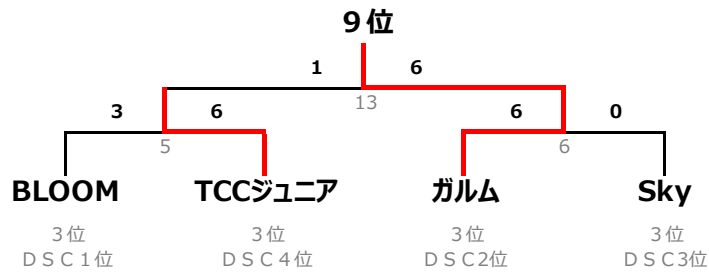 9位
1 6
13
3 6 6 0
5 6
BLOOM TCCジュニア ガルム Sky
3位 3位 3位 3位
DSC1位 DSC4位 DSC2位 DSC3位